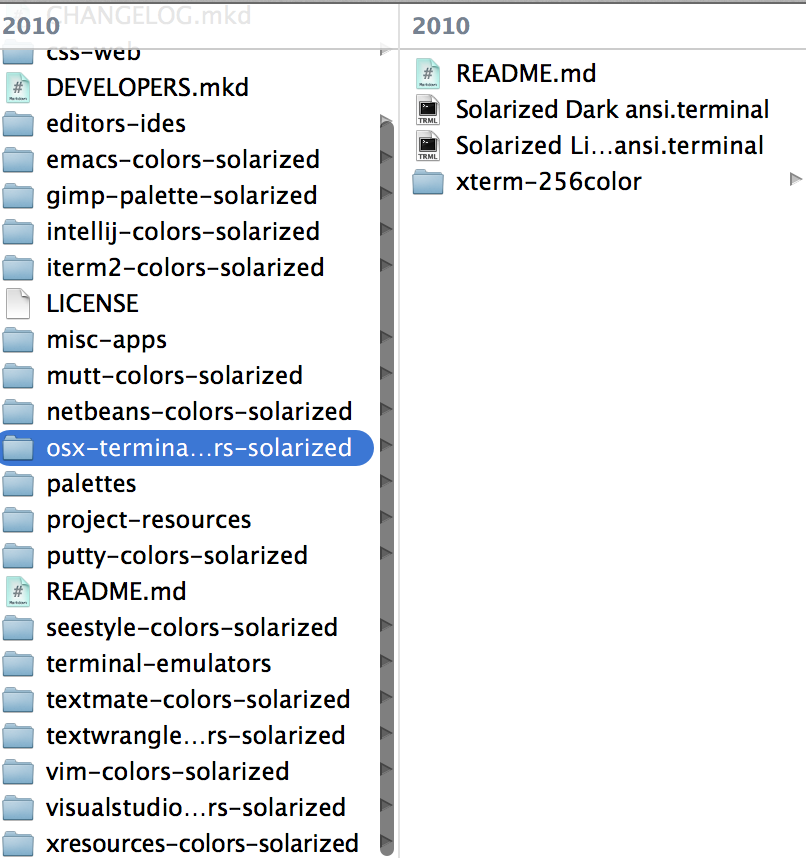 CHANGELOG.mkd
2010
css-web
DEVELOPERS.mkd
editors-ides
emacs-colors-solarized
gimp-palette-solarized
intellij-colors-solarized
iterm2-colors-solarized
LICENSE
misc-apps
mutt-colors-solarized
netbeans-colors-solarized
osx-termina...rs-solarized
palettes
project-resources
putty-colors-solarized
README.md
seestyle-colors-solarized
terminal-emulators
textmate-colors-solarized
textwrangle...rs-solarized
vim-colors-solarized
visualstudio...rs-solarized
xresources-colors-solarized
2010
README.md
Solarized Dark ansi.terminal
Solarized Li...ansi.terminal
xterm-256color